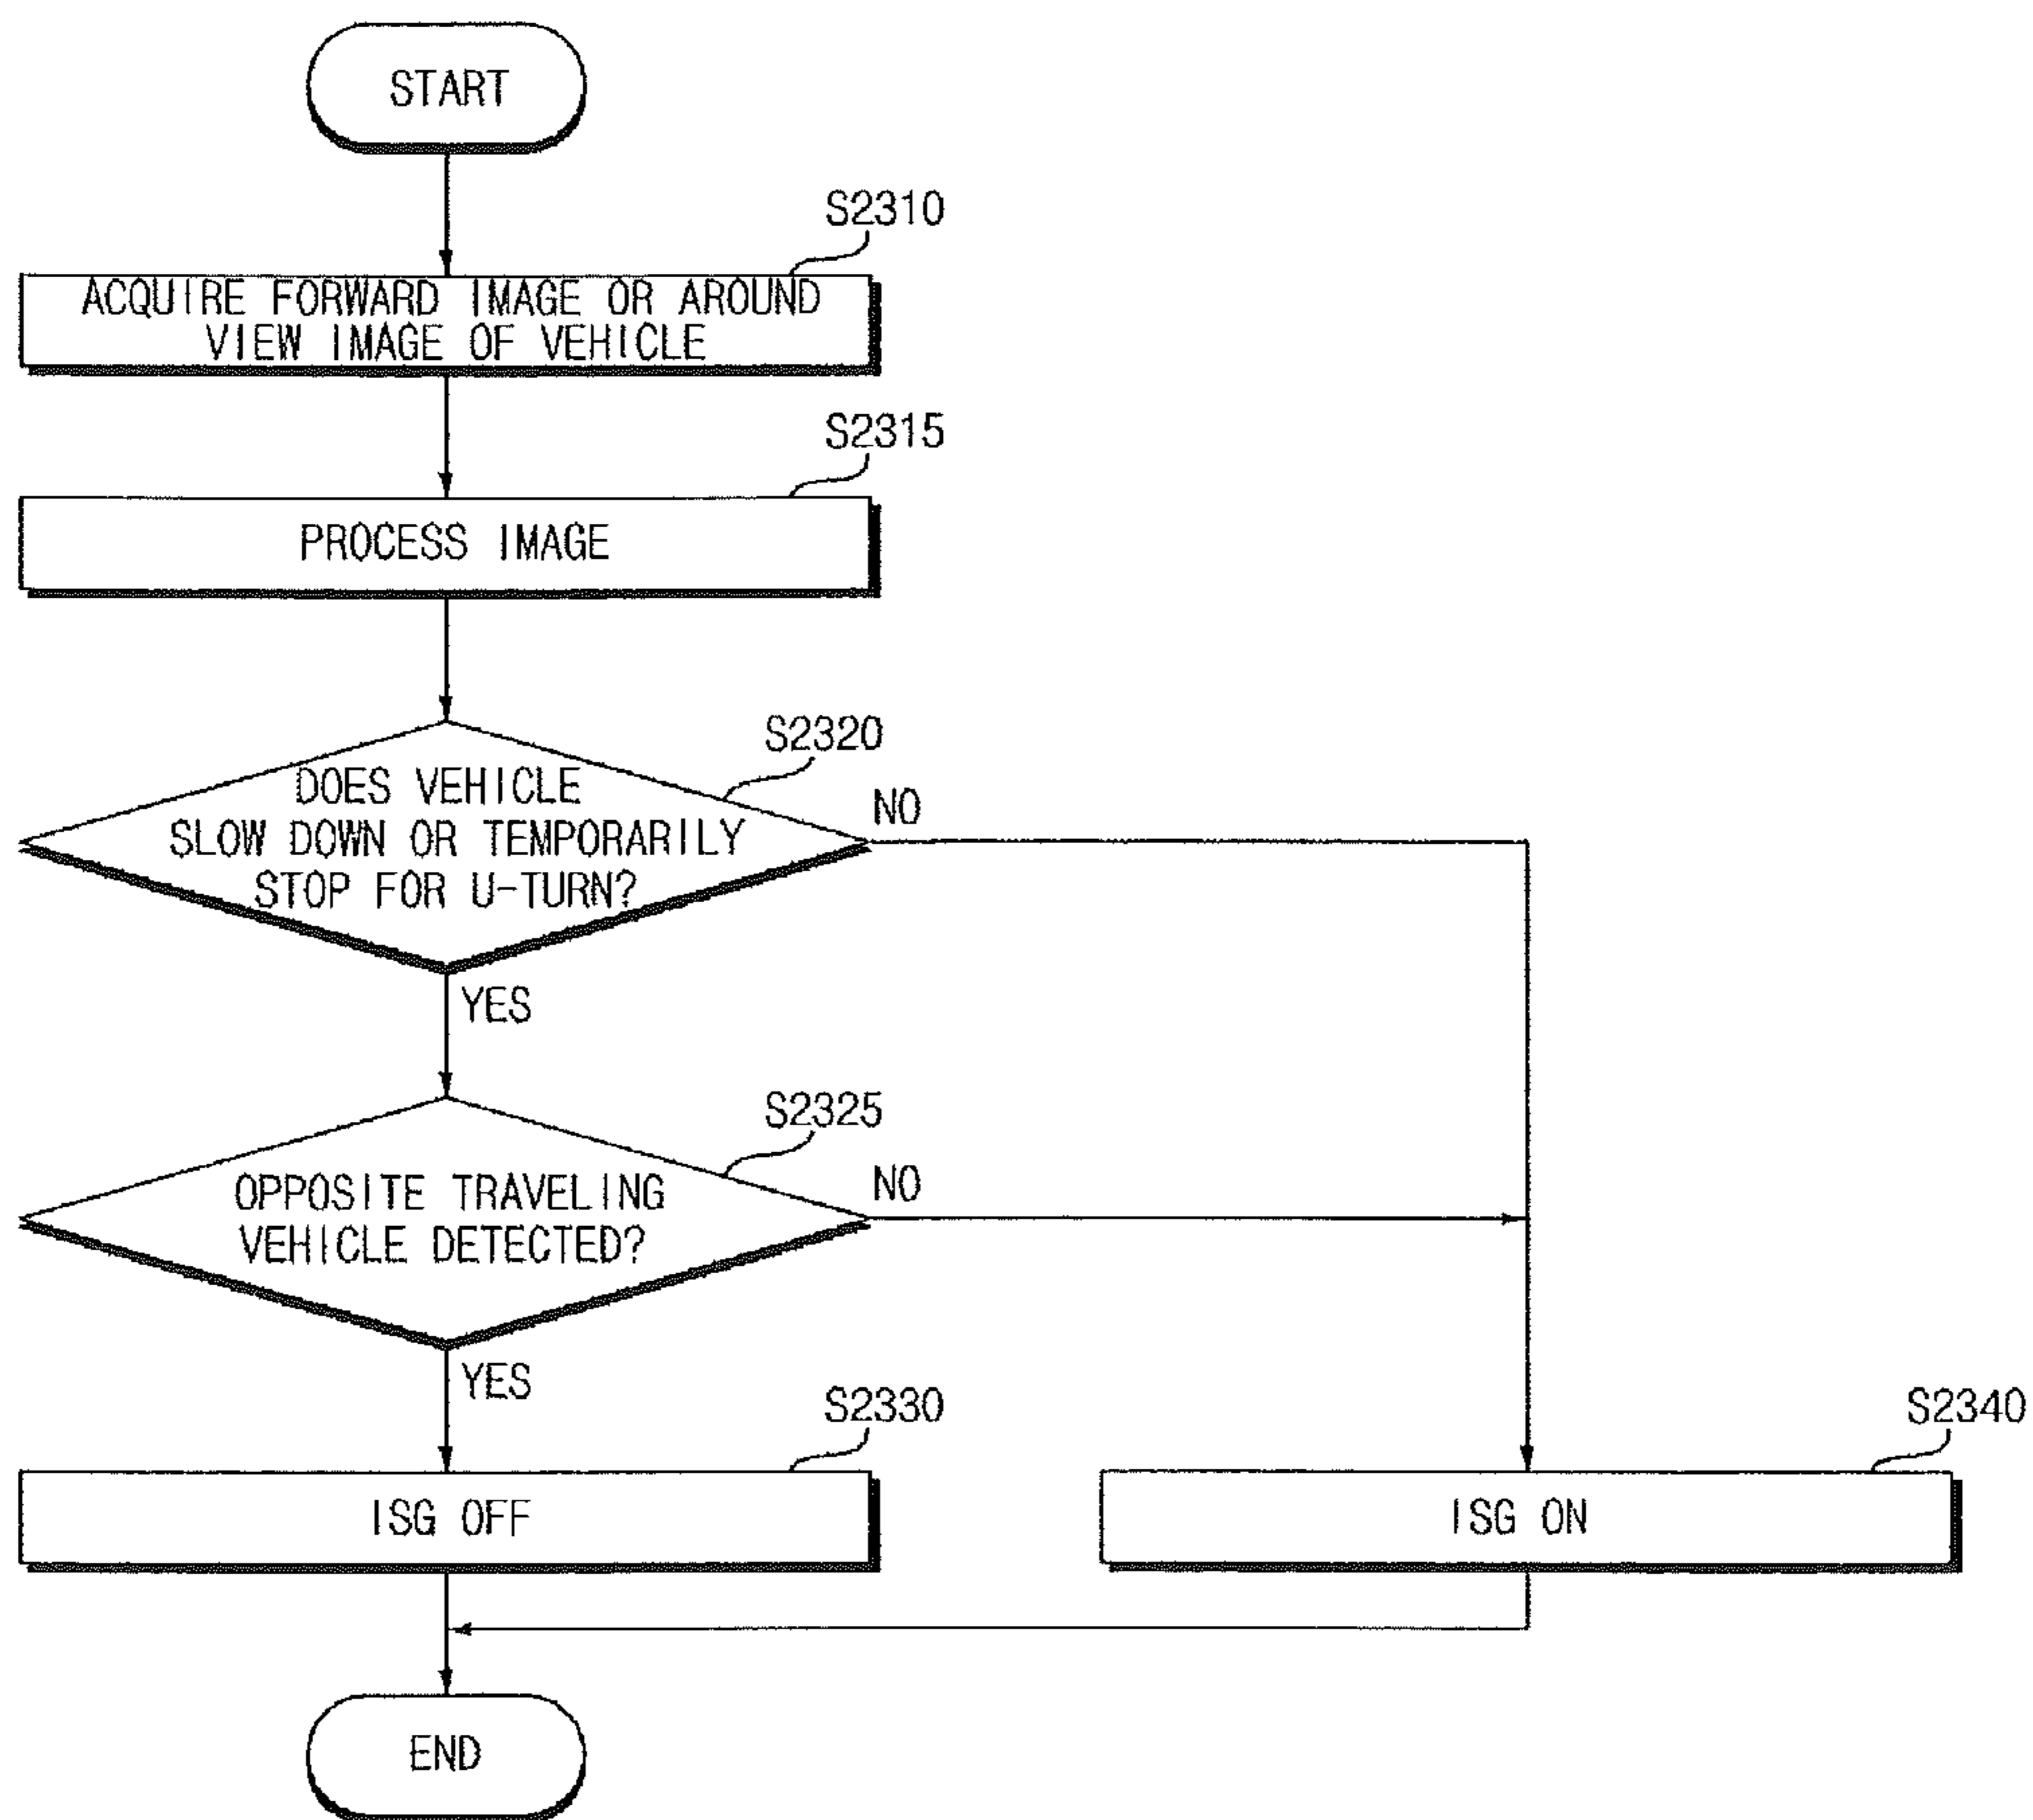 START
S2310
ACQUIRE FORWARD IMAGE OR AROUND
VIEW IMAGE OF VEHICLE
S2315
PROCESS IMAGE
S2320
DOES VEHICLE
SLOW DOWN OR TEMPORARILY
STOP FOR U-TURN?
NO
YES
S2325
OPPOSITE TRAVELING
VEHICLE DETECTED?
NO
YES
S2330
ISG OFF
S2340
ISG ON
END